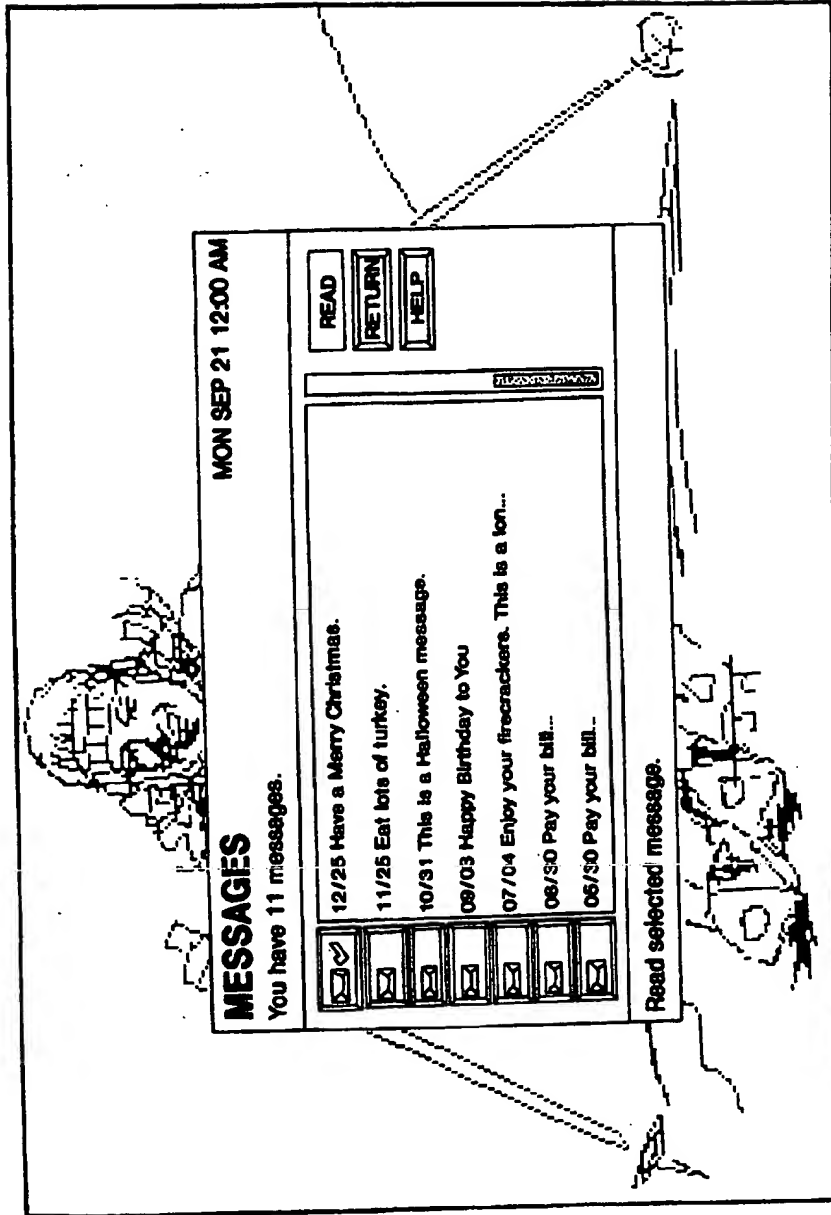 MESSAGES
MON SEP 21 12:00 AM
You have 11 messages.
12/25 Have a Merry Christmas.
11/25 Eat lots of turkey.
10/31 This is a Halloween message.
09/03 Happy Birthday to You
07/04 Enjoy your firecrackers. This is a lon...
06/30 Pay your bill...
05/30 Pay your bill...
READ
RETURN
HELP
Read selected message.